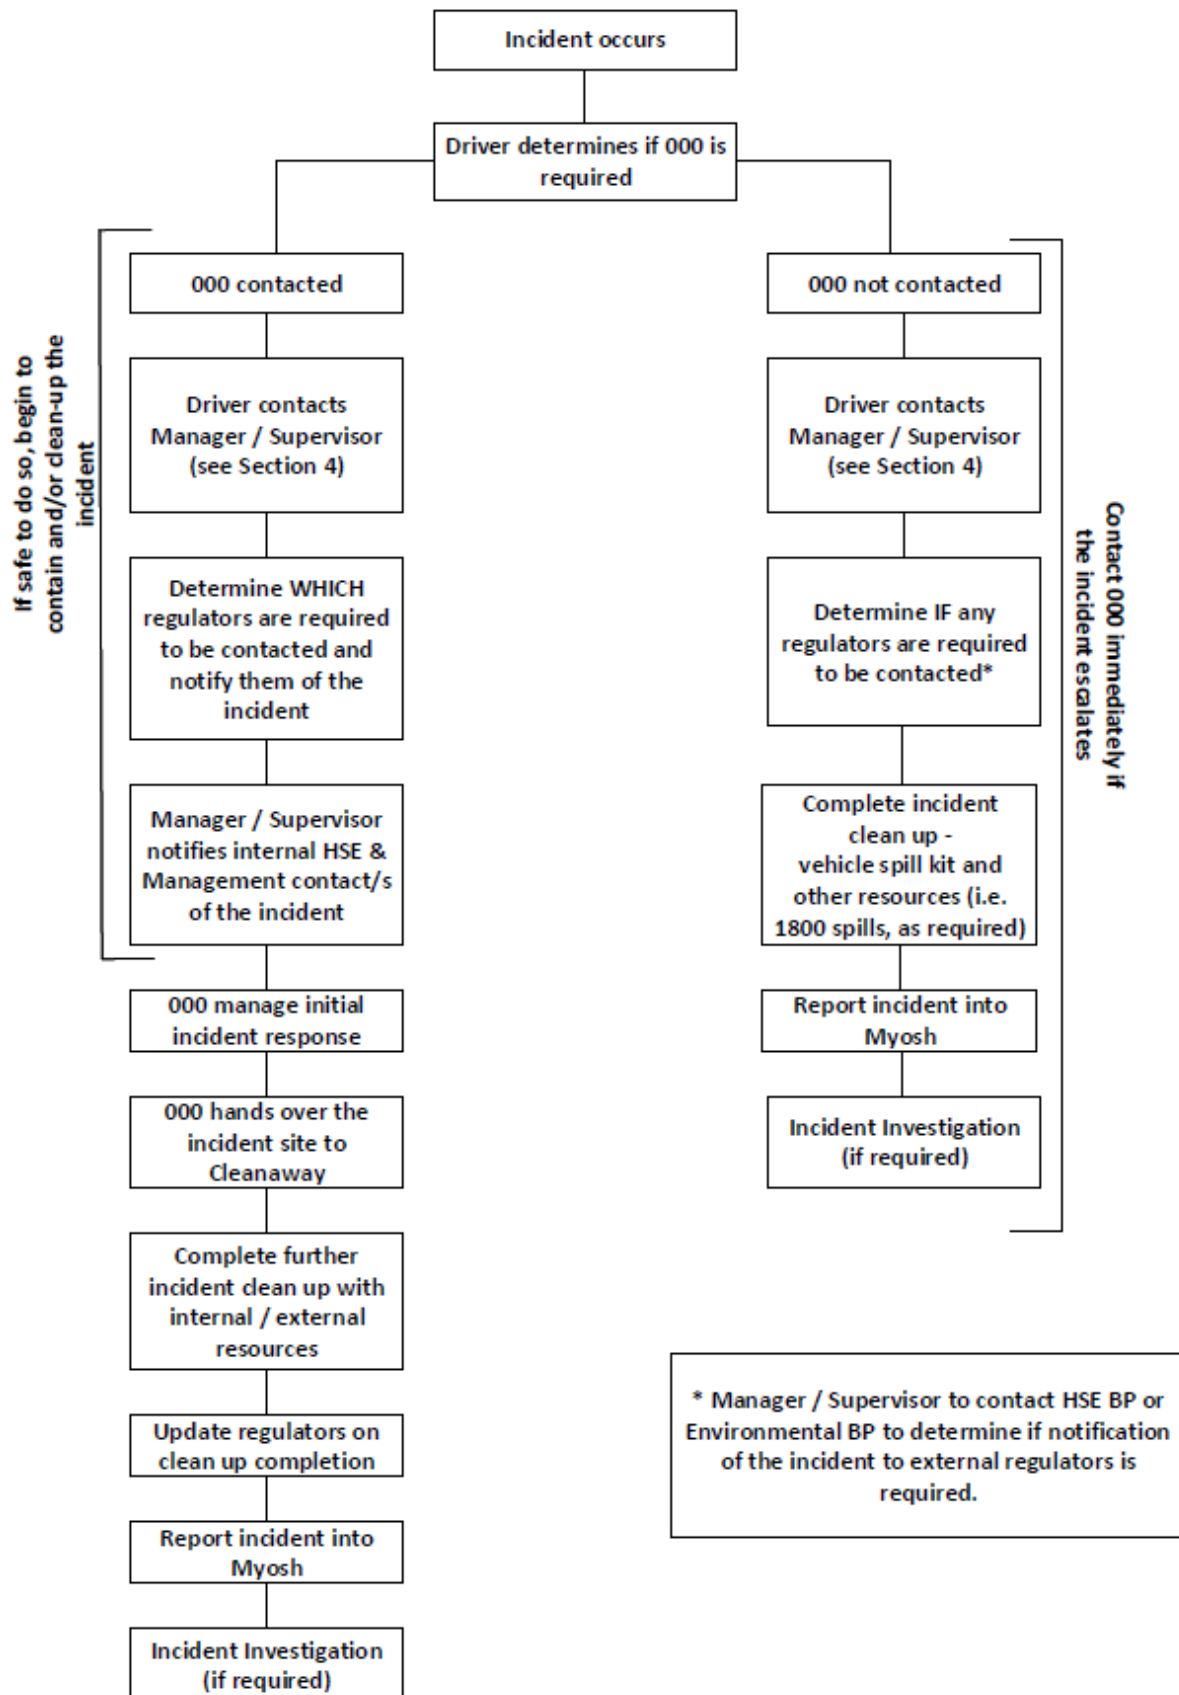 Incident occurs
Driver determines if 000 is
required
If safe to do so, begin to
contain and/or clean-up the
incident
000 contacted
Driver contacts
Manager / Supervisor
(see Section 4)
Determine WHICH
regulators are required
to be contacted and
notify them of the
incident
Manager / Supervisor
notifies internal HSE &
Management contact/s
of the incident
000 manage initial
incident response
000 hands over the
incident site to
Cleanaway
Complete further
incident clean up with
internal / external
resources
Update regulators on
clean up completion
Report incident into
Myosh
Incident Investigation
(if required)
000 not contacted
Driver contacts
Manager / Supervisor
(see Section 4)
Determine IF any
regulators are required
to be contacted*
Complete incident
clean up -
vehicle spill kit and
other resources (i.e.
1800 spills, as required)
Report incident into
Myosh
Incident Investigation
(if required)
Contact 000 immediately if
the incident escalates
* Manager / Supervisor to contact HSE BP or
Environmental BP to determine if notification
of the incident to external regulators is
required.